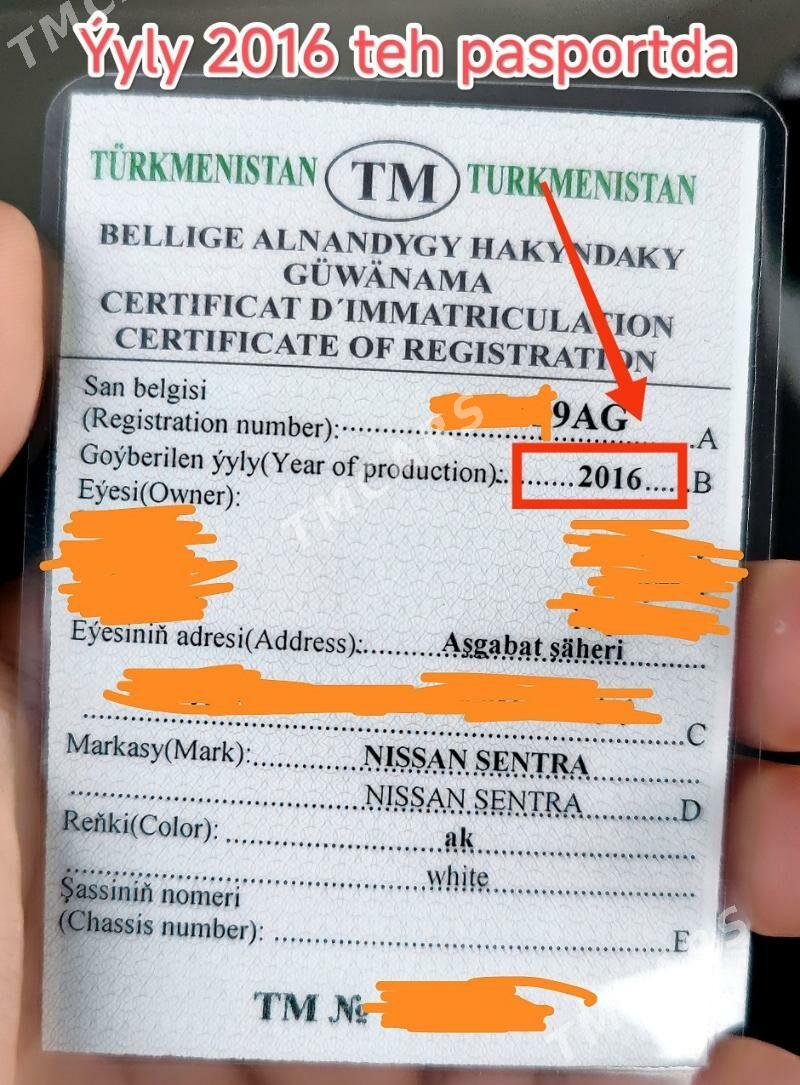 Ýyly 2016 teh pasportda
TÜRKMENISTAN TM TURKMENISTAN
BELLIGE ALNANDYGY HAKYNDAKY
GÜWÄNAMA
CERTIFICAT D´IMMATRICULATION
CERTIFICATE OF REGISTRATION
San belgisi
(Registration number):.......... 9AG ..........A
Goýberilen ýyly(Year of production):.........2016.....B
Eýesi(Owner):
Eýesiniň adresi(Address):..........Aşgabat şäheri
..........C
Markasy(Mark):..........NISSAN SENTRA
..........NISSAN SENTRA..........D
Reňki(Color):..........ak..........
..........white..........
Şassiniň nomeri
(Chassis number):..........E
TM №
TMCARS